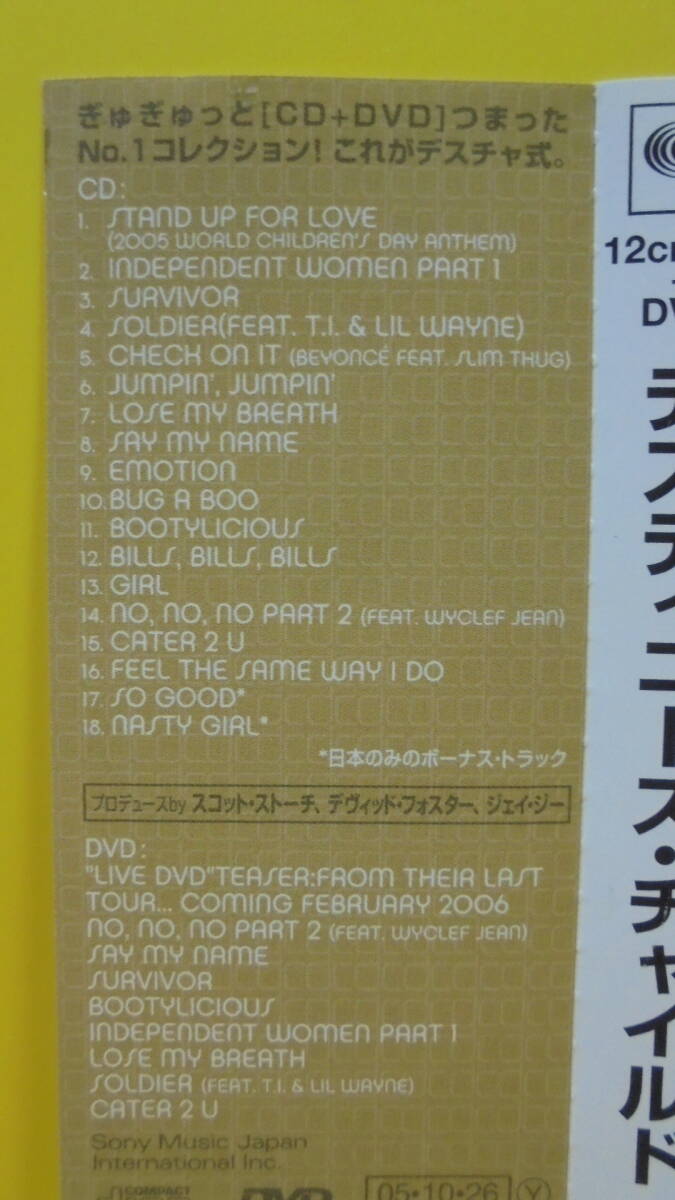 ぎゅぎゅっと[CD+DVD]つまった
No.1コレクション! これがデスチャ式。
CD:
1. STAND UP FOR LOVE
(2005 WORLD CHILDREN'S DAY ANTHEM)
2. INDEPENDENT WOMEN PART 1
3. SURVIVOR
4. SOLDIER(FEAT. T.I. & LIL WAYNE)
5. CHECK ON IT (BEYONCÉ FEAT. SLIM THUG)
6. JUMPIN', JUMPIN'
7. LOSE MY BREATH
8. SAY MY NAME
9. EMOTION
10. BUG A BOO
11. BOOTYLICIOUS
12. BILLS, BILLS, BILLS
13. GIRL
14. NO, NO, NO PART 2 (FEAT. WYCLEF JEAN)
15. CATER 2 U
16. FEEL THE SAME WAY I DO
17. SO GOOD*
18. NASTY GIRL*
*日本のみのボーナス・トラック
プロデュースby スコット・ストーチ、デヴィッド・フォスター、ジェイ・ジー
DVD:
"LIVE DVD"TEASER:FROM THEIR LAST
TOUR... COMING FEBRUARY 2006
NO, NO, NO PART 2 (FEAT. WYCLEF JEAN)
SAY MY NAME
SURVIVOR
BOOTYLICIOUS
INDEPENDENT WOMEN PART 1
LOSE MY BREATH
SOLDIER (FEAT. T.I. & LIL WAYNE)
CATER 2 U
Sony Music Japan
International Inc.
COMPACT
DVD
05・10・26 Y
12c
DV
デスティニーズ・チャイルド